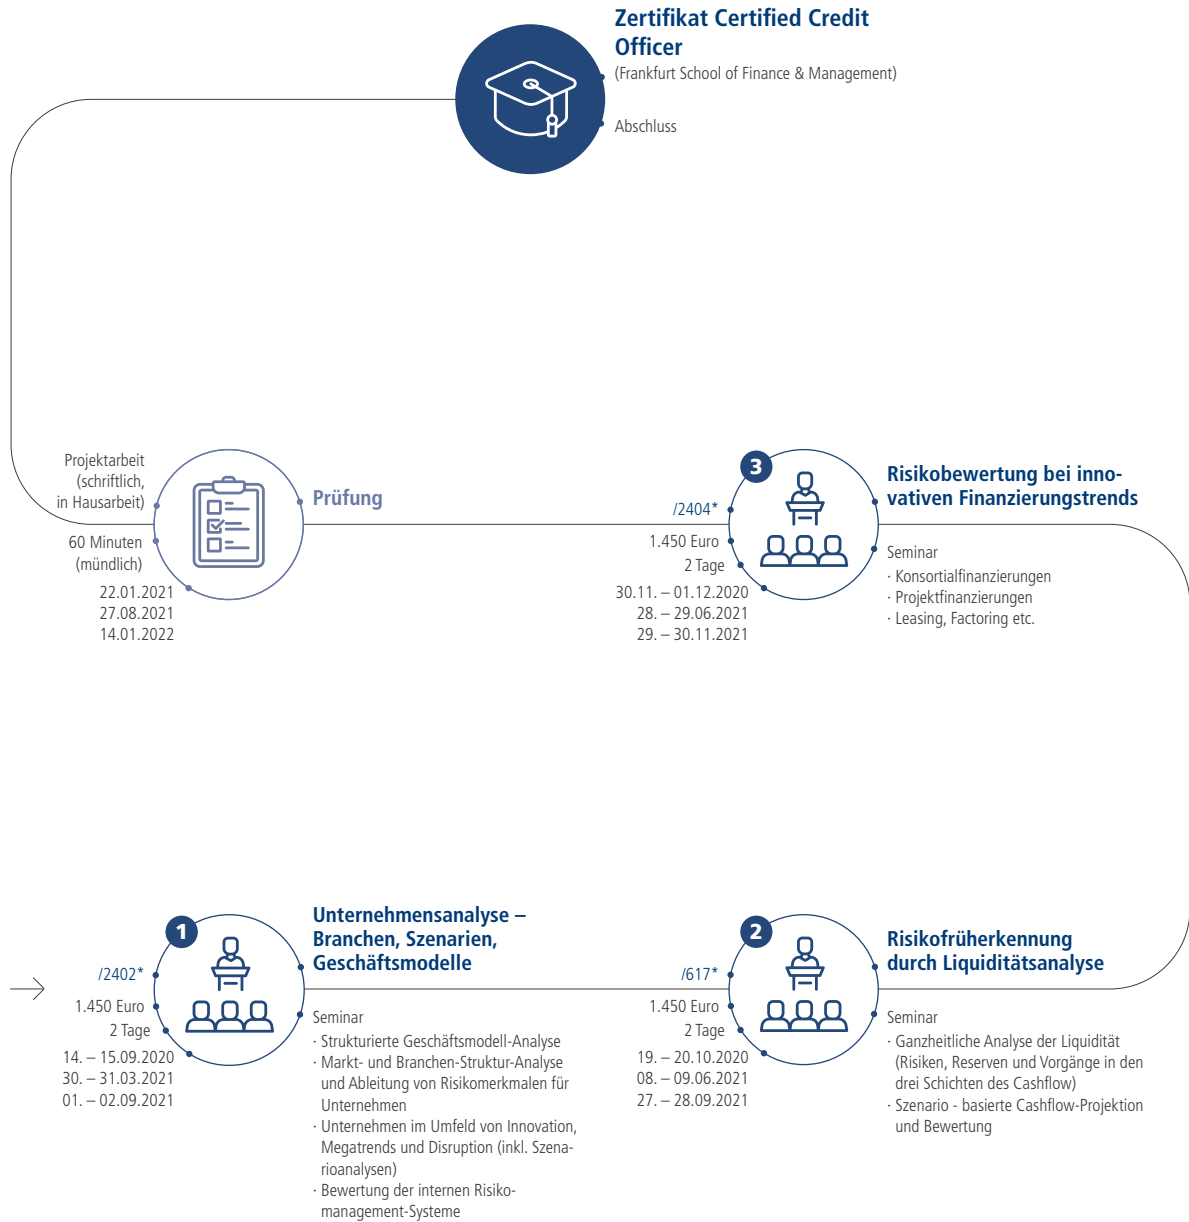 Zertifikat Certified Credit
Officer
(Frankfurt School of Finance & Management)
Abschluss
Projektarbeit
(schriftlich,
in Hausarbeit)
60 Minuten
(mündlich)
22.01.2021
27.08.2021
14.01.2022
Prüfung
3
/2404*
1.450 Euro
2 Tage
30.11. – 01.12.2020
28. – 29.06.2021
29. – 30.11.2021
Risikobewertung bei inno-
vativen Finanzierungstrends
Seminar
· Konsortialfinanzierungen
· Projektfinanzierungen
· Leasing, Factoring etc.
1
/2402*
1.450 Euro
2 Tage
14. – 15.09.2020
30. – 31.03.2021
01. – 02.09.2021
Unternehmensanalyse –
Branchen, Szenarien,
Geschäftsmodelle
Seminar
· Strukturierte Geschäftsmodell-Analyse
· Markt- und Branchen-Struktur-Analyse
und Ableitung von Risikomerkmalen für
Unternehmen
· Unternehmen im Umfeld von Innovation,
Megatrends und Disruption (inkl. Szena-
rioanalysen)
· Bewertung der internen Risiko-
management-Systeme
2
/617*
1.450 Euro
2 Tage
19. – 20.10.2020
08. – 09.06.2021
27. – 28.09.2021
Risikofrüherkennung
durch Liquiditätsanalyse
Seminar
· Ganzheitliche Analyse der Liquidität
(Risiken, Reserven und Vorgänge in den
drei Schichten des Cashflow)
· Szenario - basierte Cashflow-Projektion
und Bewertung